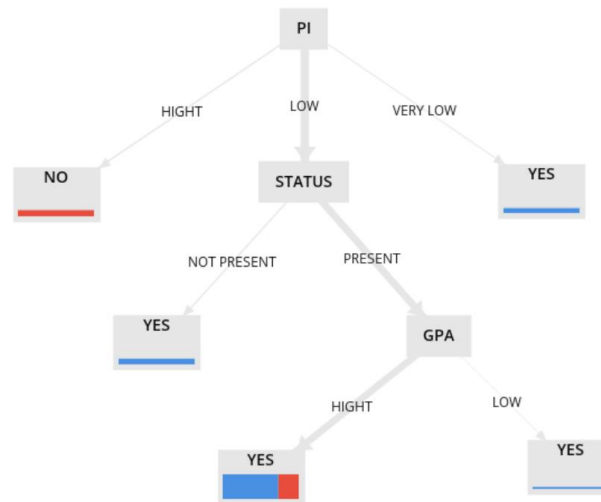 PI
HIGHT
LOW
VERY LOW
NO
STATUS
YES
NOT PRESENT
PRESENT
YES
GPA
HIGHT
LOW
YES
YES